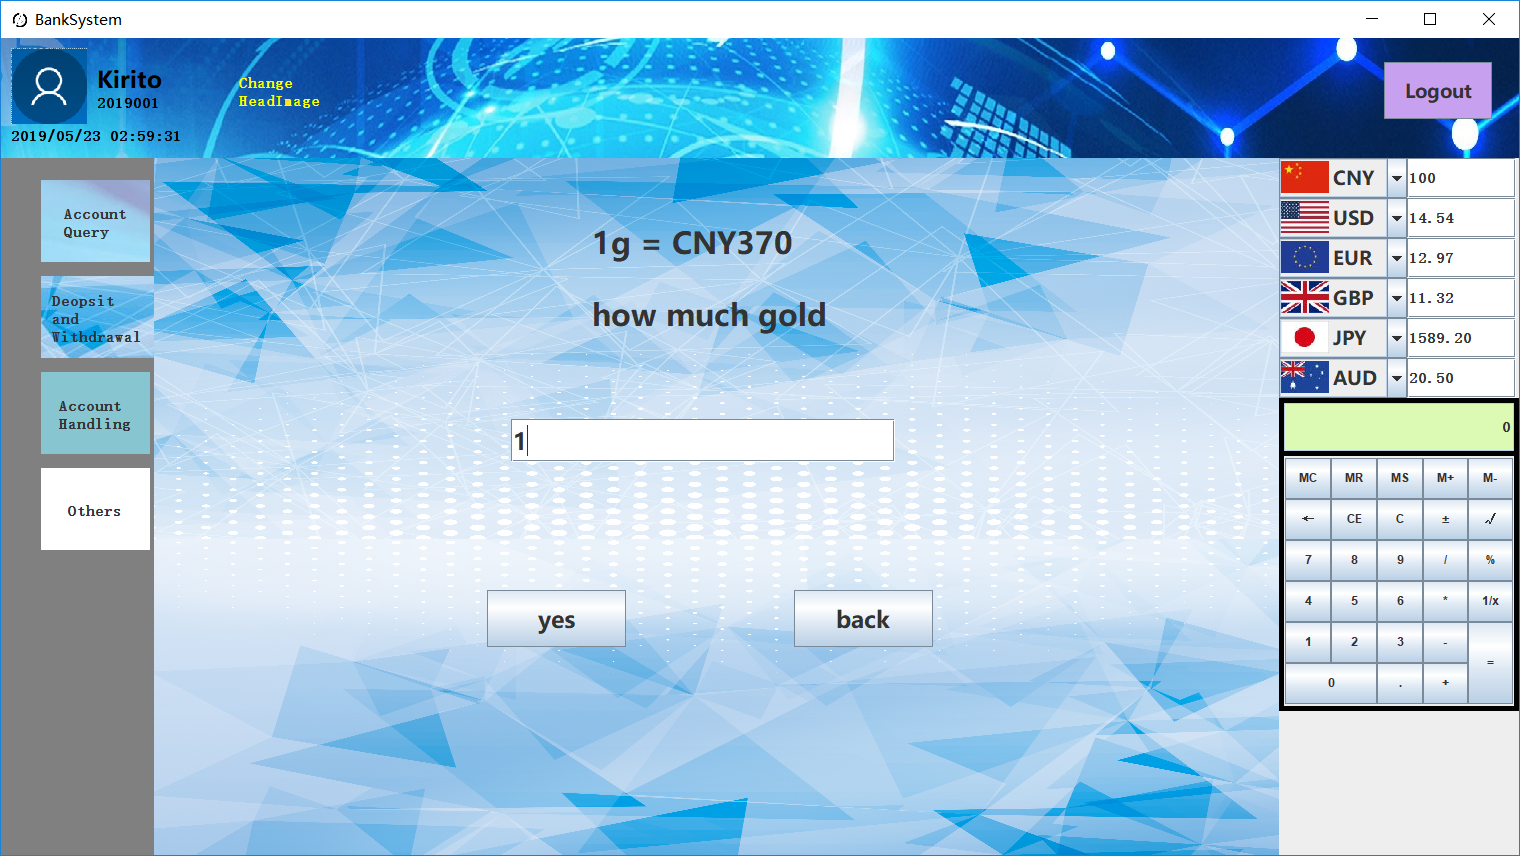 BankSystem
Kirito
2019001
2019/05/23 02:59:31
Change
HeadImage
Logout
Account
Query
Deopsit
and
Withdrawal
Account
Handling
Others
1g = CNY370
how much gold
1
yes
back
CNY 100
USD 14.54
EUR 12.97
GBP 11.32
JPY 1589.20
AUD 20.50
0
MC MR MS M+ M-
← CE C ± √
7 8 9 / %
4 5 6 * 1/x
1 2 3 - =
0 . +